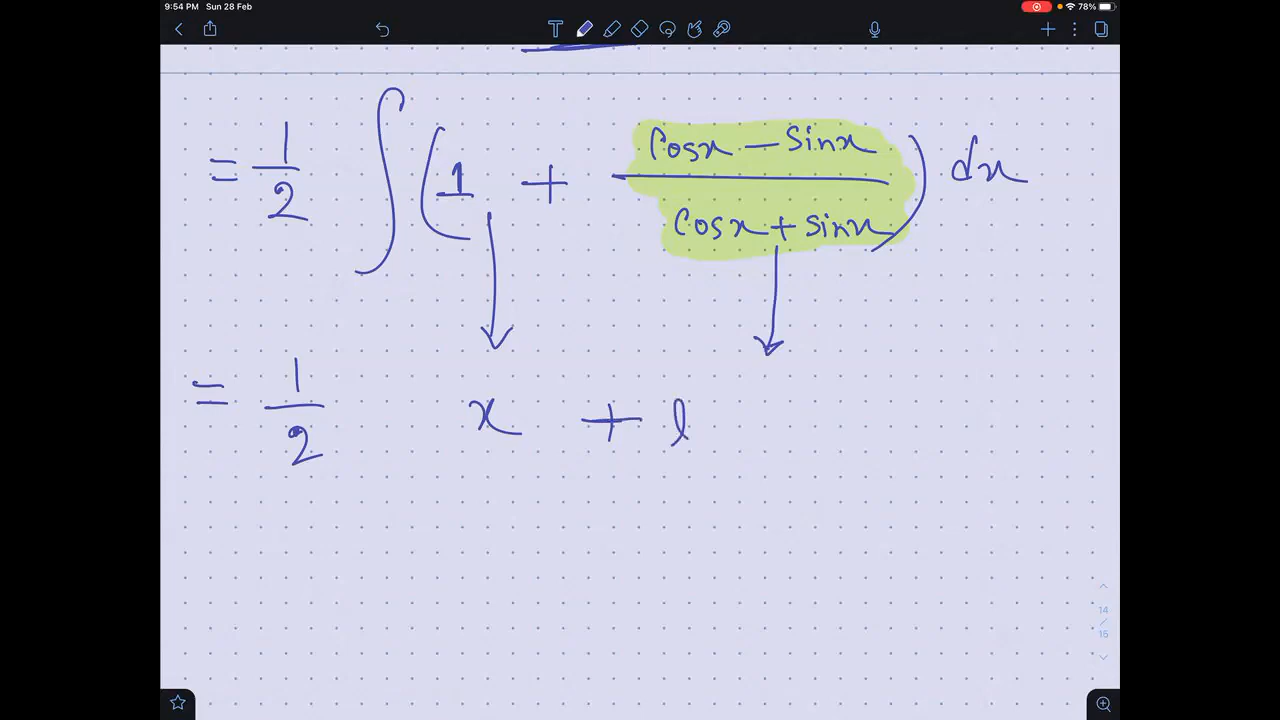 9:54 PM Sun 28 Feb
78%
= 1/2 ∫ (1 + (Cosx − Sinx)/(Cosx + Sinx)) dx
= 1/2 x + l
14
/
15